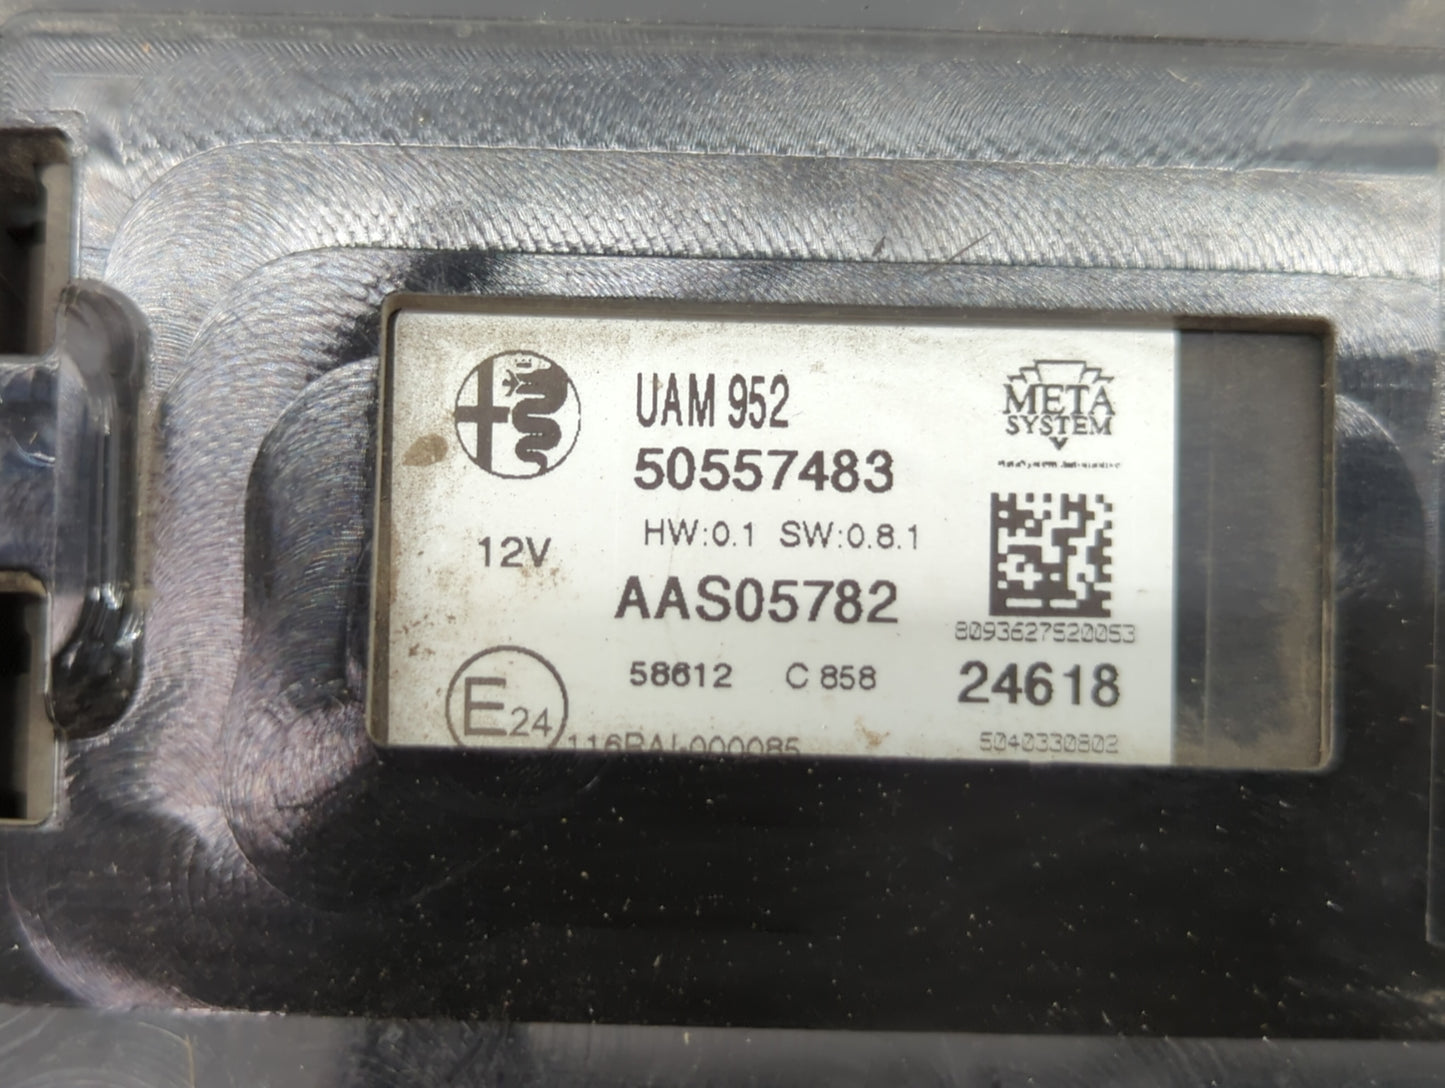 UAM 952
META
SYSTEM
50557483
HW:0.1 SW:0.8.1
12V
AAS05782
8093627520053
58612 C 858
24618
E24
5040330802